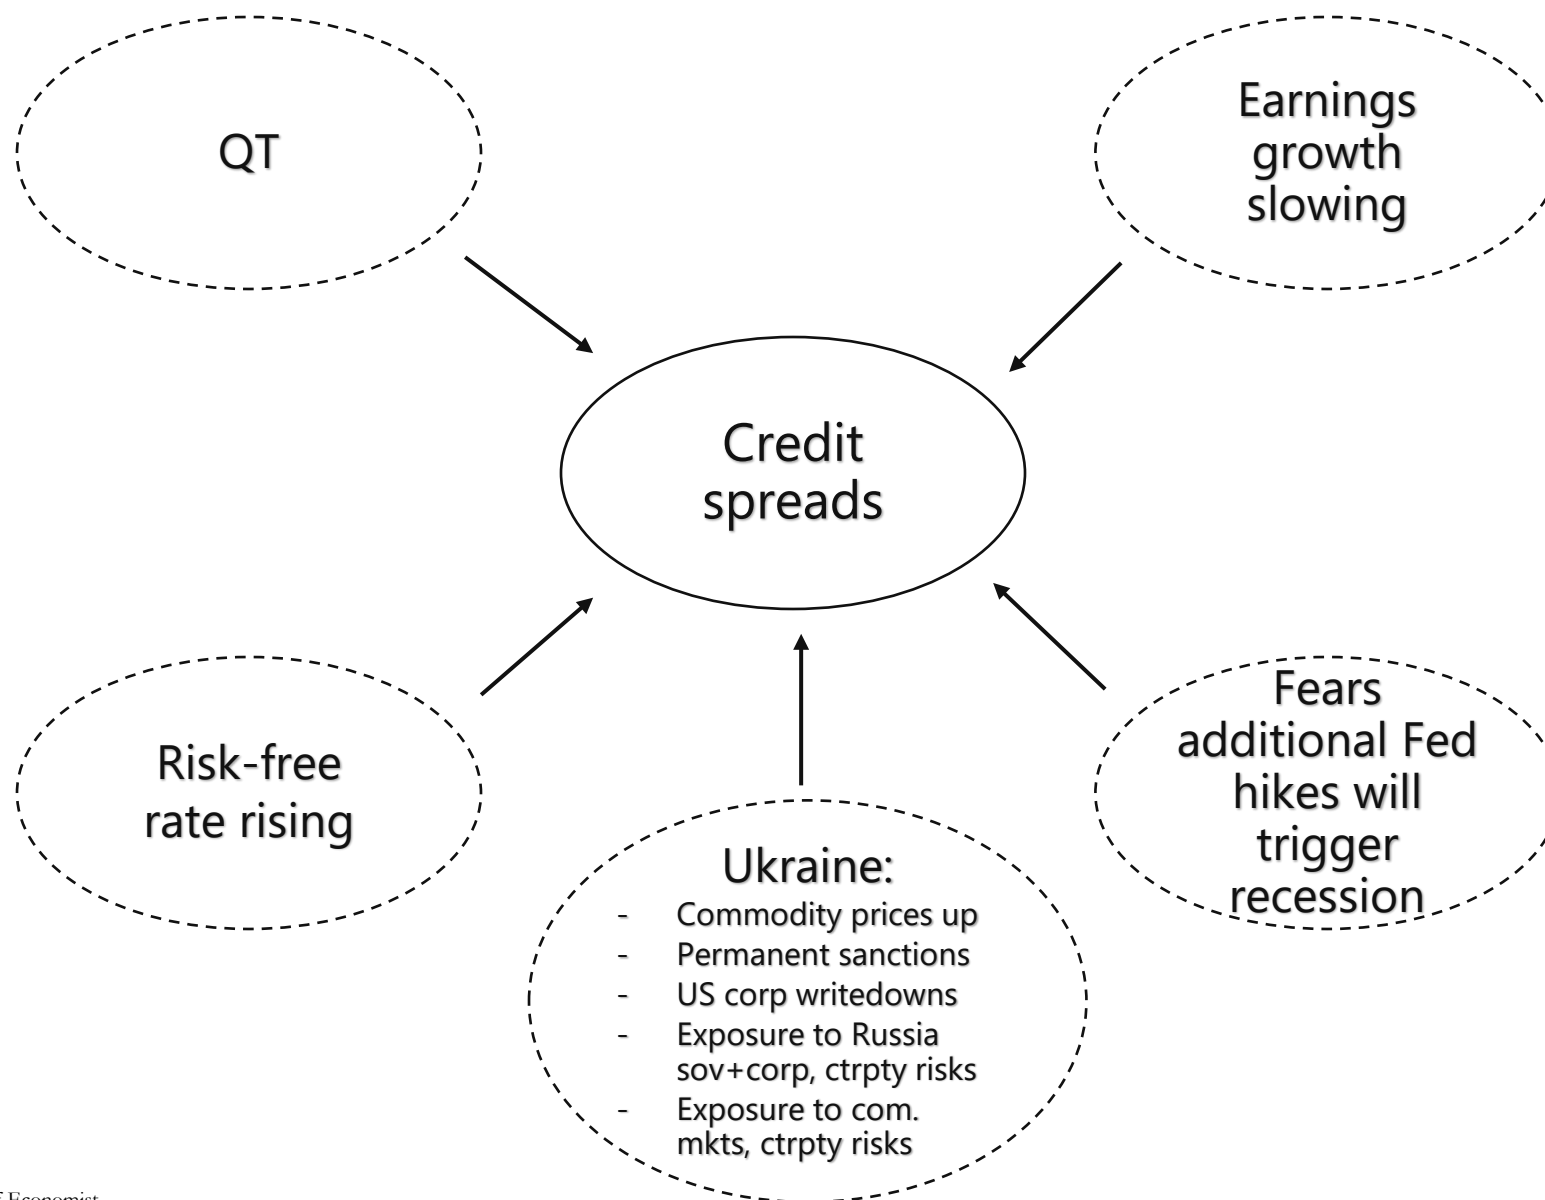 QT
Earnings
growth
slowing
Credit
spreads
Risk-free
rate rising
Fears
additional Fed
hikes will
trigger
recession
Ukraine:
- Commodity prices up
- Permanent sanctions
- US corp writedowns
- Exposure to Russia
sov+corp, ctrpty risks
- Exposure to com.
mkts, ctrpty risks
Economist